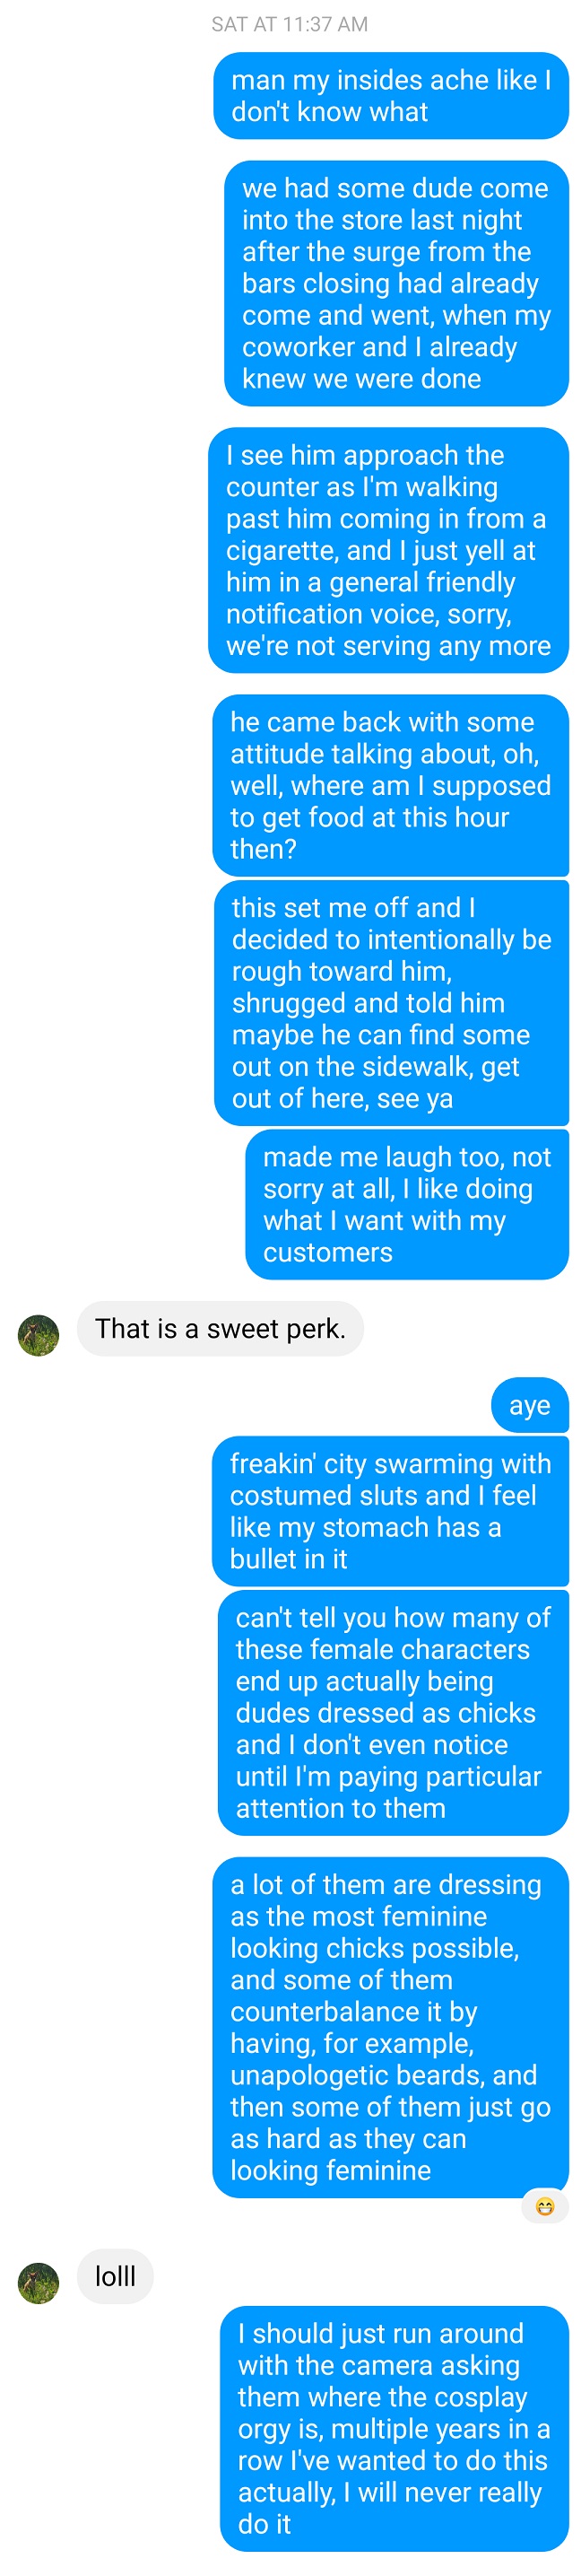 SAT AT 11:37 AM
man my insides ache like I
don't know what
we had some dude come
into the store last night
after the surge from the
bars closing had already
come and went, when my
coworker and I already
knew we were done
I see him approach the
counter as I'm walking
past him coming in from a
cigarette, and I just yell at
him in a general friendly
notification voice, sorry,
we're not serving any more
he came back with some
attitude talking about, oh,
well, where am I supposed
to get food at this hour
then?
this set me off and I
decided to intentionally be
rough toward him,
shrugged and told him
maybe he can find some
out on the sidewalk, get
out of here, see ya
made me laugh too, not
sorry at all, I like doing
what I want with my
customers
That is a sweet perk.
aye
freakin' city swarming with
costumed sluts and I feel
like my stomach has a
bullet in it
can't tell you how many of
these female characters
end up actually being
dudes dressed as chicks
and I don't even notice
until I'm paying particular
attention to them
a lot of them are dressing
as the most feminine
looking chicks possible,
and some of them
counterbalance it by
having, for example,
unapologetic beards, and
then some of them just go
as hard as they can
looking feminine
lolll
I should just run around
with the camera asking
them where the cosplay
orgy is, multiple years in a
row I've wanted to do this
actually, I will never really
do it